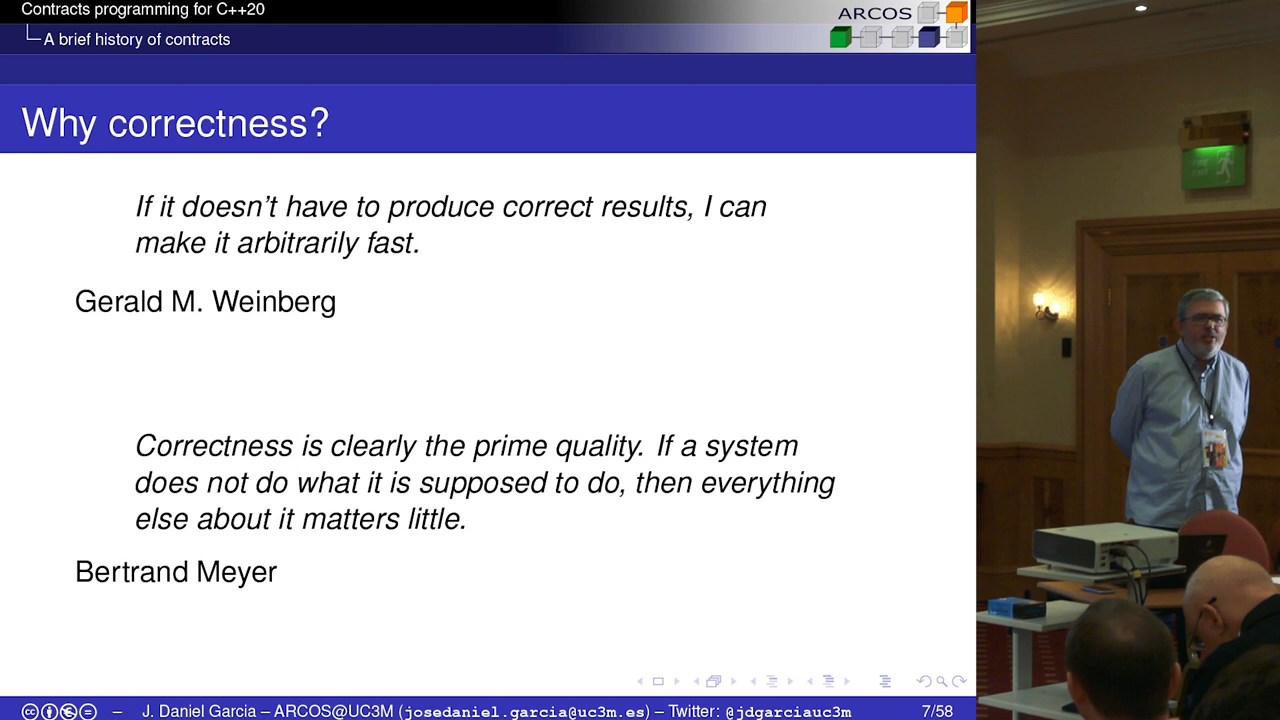 Contracts programming for C++20
A brief history of contracts
ARCOS
Why correctness?
If it doesn't have to produce correct results, I can
make it arbitrarily fast.
Gerald M. Weinberg
Correctness is clearly the prime quality. If a system
does not do what it is supposed to do, then everything
else about it matters little.
Bertrand Meyer
– J. Daniel Garcia – ARCOS@UC3M (josedaniel.garcia@uc3m.es) – Twitter: @jdgarciauc3m 7/58